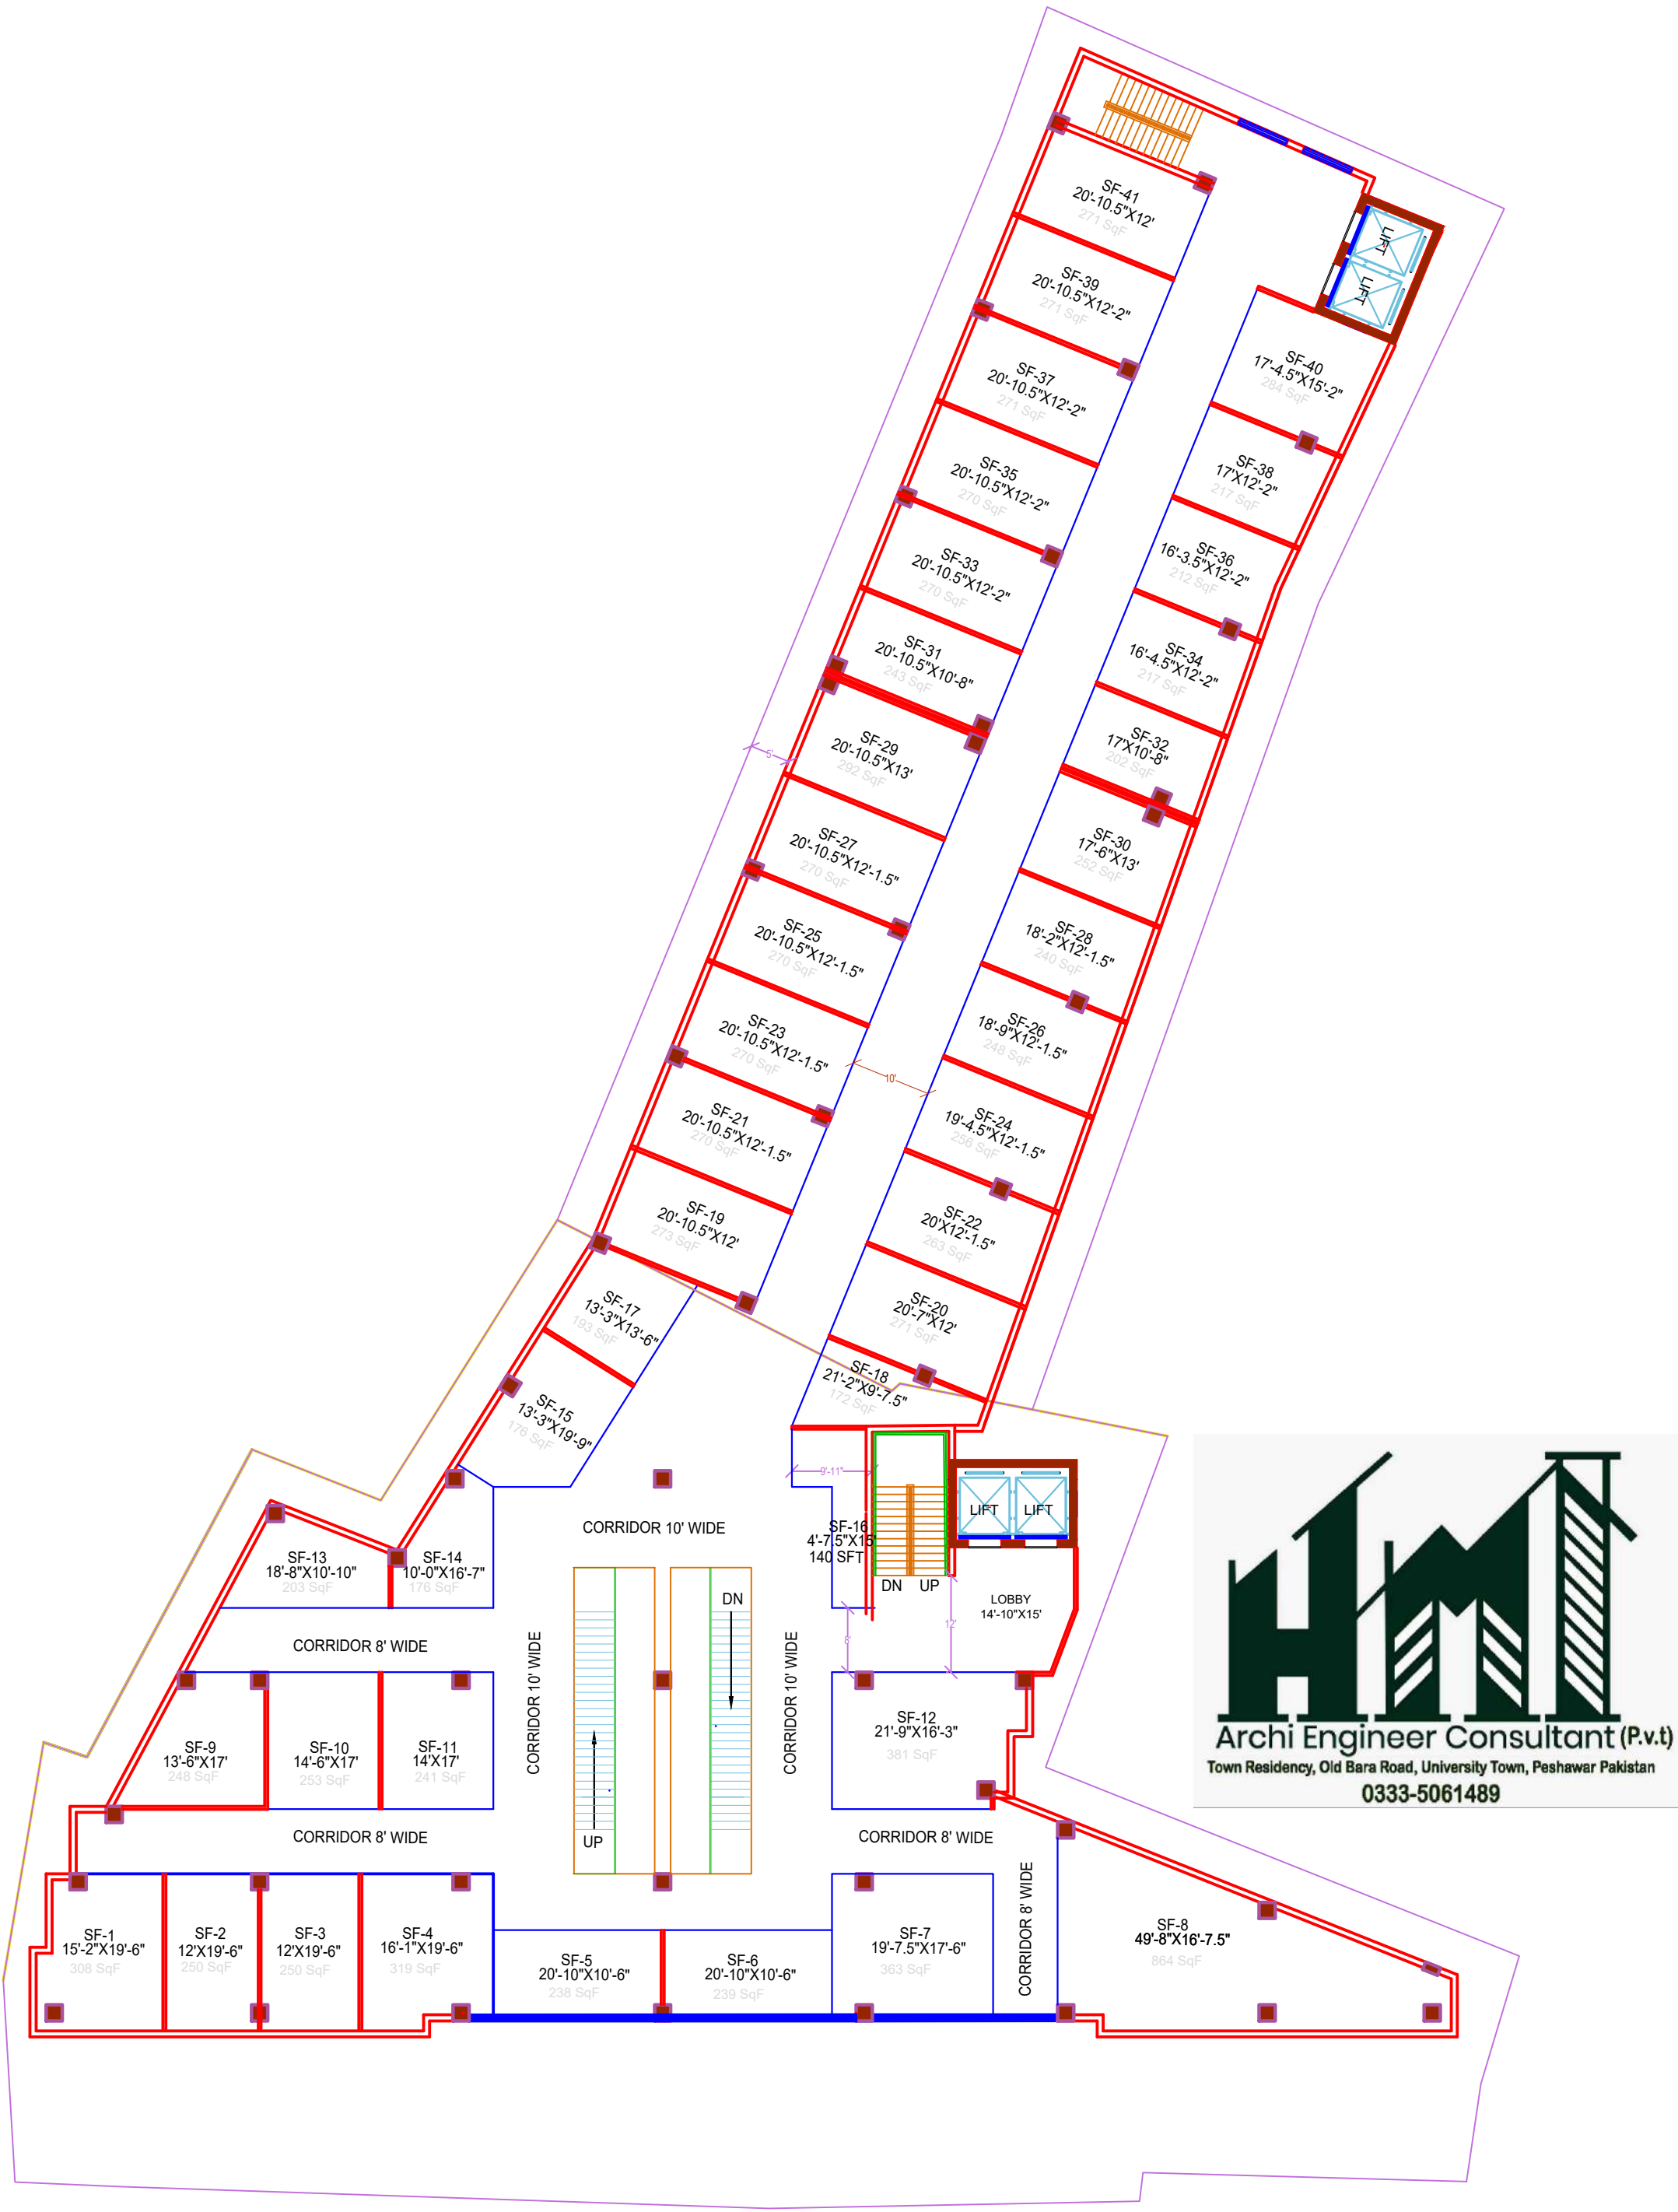 SF-41
20'-10.5"X12'
271 SqF
LIFT
LIFT
SF-39
20'-10.5"X12'-2"
271 SqF
SF-40
17'-4.5"X15'-2"
284 SqF
SF-37
20'-10.5"X12'-2"
271 SqF
SF-38
17'X12'-2"
217 SqF
SF-35
20'-10.5"X12'-2"
270 SqF
SF-36
16'-3.5"X12'-2"
212 SqF
SF-33
20'-10.5"X12'-2"
270 SqF
SF-34
16'-4.5"X12'-2"
217 SqF
SF-31
20'-10.5"X10'-8"
243 SqF
SF-32
17'X10'-8"
202 SqF
5'
SF-29
20'-10.5"X13'
292 SqF
SF-30
17'-6"X13'
252 SqF
SF-27
20'-10.5"X12'-1.5"
270 SqF
SF-28
18'-2"X12'-1.5"
240 SqF
SF-25
20'-10.5"X12'-1.5"
270 SqF
SF-26
18'-9"X12'-1.5"
248 SqF
SF-23
20'-10.5"X12'-1.5"
270 SqF
10'
SF-24
19'-4.5"X12'-1.5"
256 SqF
SF-21
20'-10.5"X12'-1.5"
270 SqF
SF-22
20'X12'-1.5"
263 SqF
SF-19
20'-10.5"X12'
273 SqF
SF-20
20'-7"X12'
271 SqF
SF-17
13'-3"X13'-6"
193 SqF
SF-18
21'-2"X9'-7.5"
172 SqF
SF-15
13'-3"X19'-9"
176 SqF
9'-11"
LIFT
LIFT
CORRIDOR 10' WIDE
SF-16
4'-7.5"X15'
140 SFT
SF-13
18'-8"X10'-10"
203 SqF
SF-14
10'-0"X16'-7"
176 SqF
DN
UP
DN
LOBBY
14'-10"X15'
8'
12'
CORRIDOR 8' WIDE
CORRIDOR 10' WIDE
CORRIDOR 10' WIDE
SF-9
13'-6"X17'
248 SqF
SF-10
14'-6"X17'
253 SqF
SF-11
14'X17'
241 SqF
SF-12
21'-9"X16'-3"
381 SqF
UP
CORRIDOR 8' WIDE
CORRIDOR 8' WIDE
CORRIDOR 8' WIDE
SF-1
15'-2"X19'-6"
308 SqF
SF-2
12'X19'-6"
250 SqF
SF-3
12'X19'-6"
250 SqF
SF-4
16'-1"X19'-6"
319 SqF
SF-5
20'-10"X10'-6"
238 SqF
SF-6
20'-10"X10'-6"
239 SqF
SF-7
19'-7.5"X17'-6"
363 SqF
SF-8
49'-8"X16'-7.5"
864 SqF
HMN
Archi Engineer Consultant (P.v.t)
Town Residency, Old Bara Road, University Town, Peshawar Pakistan
0333-5061489